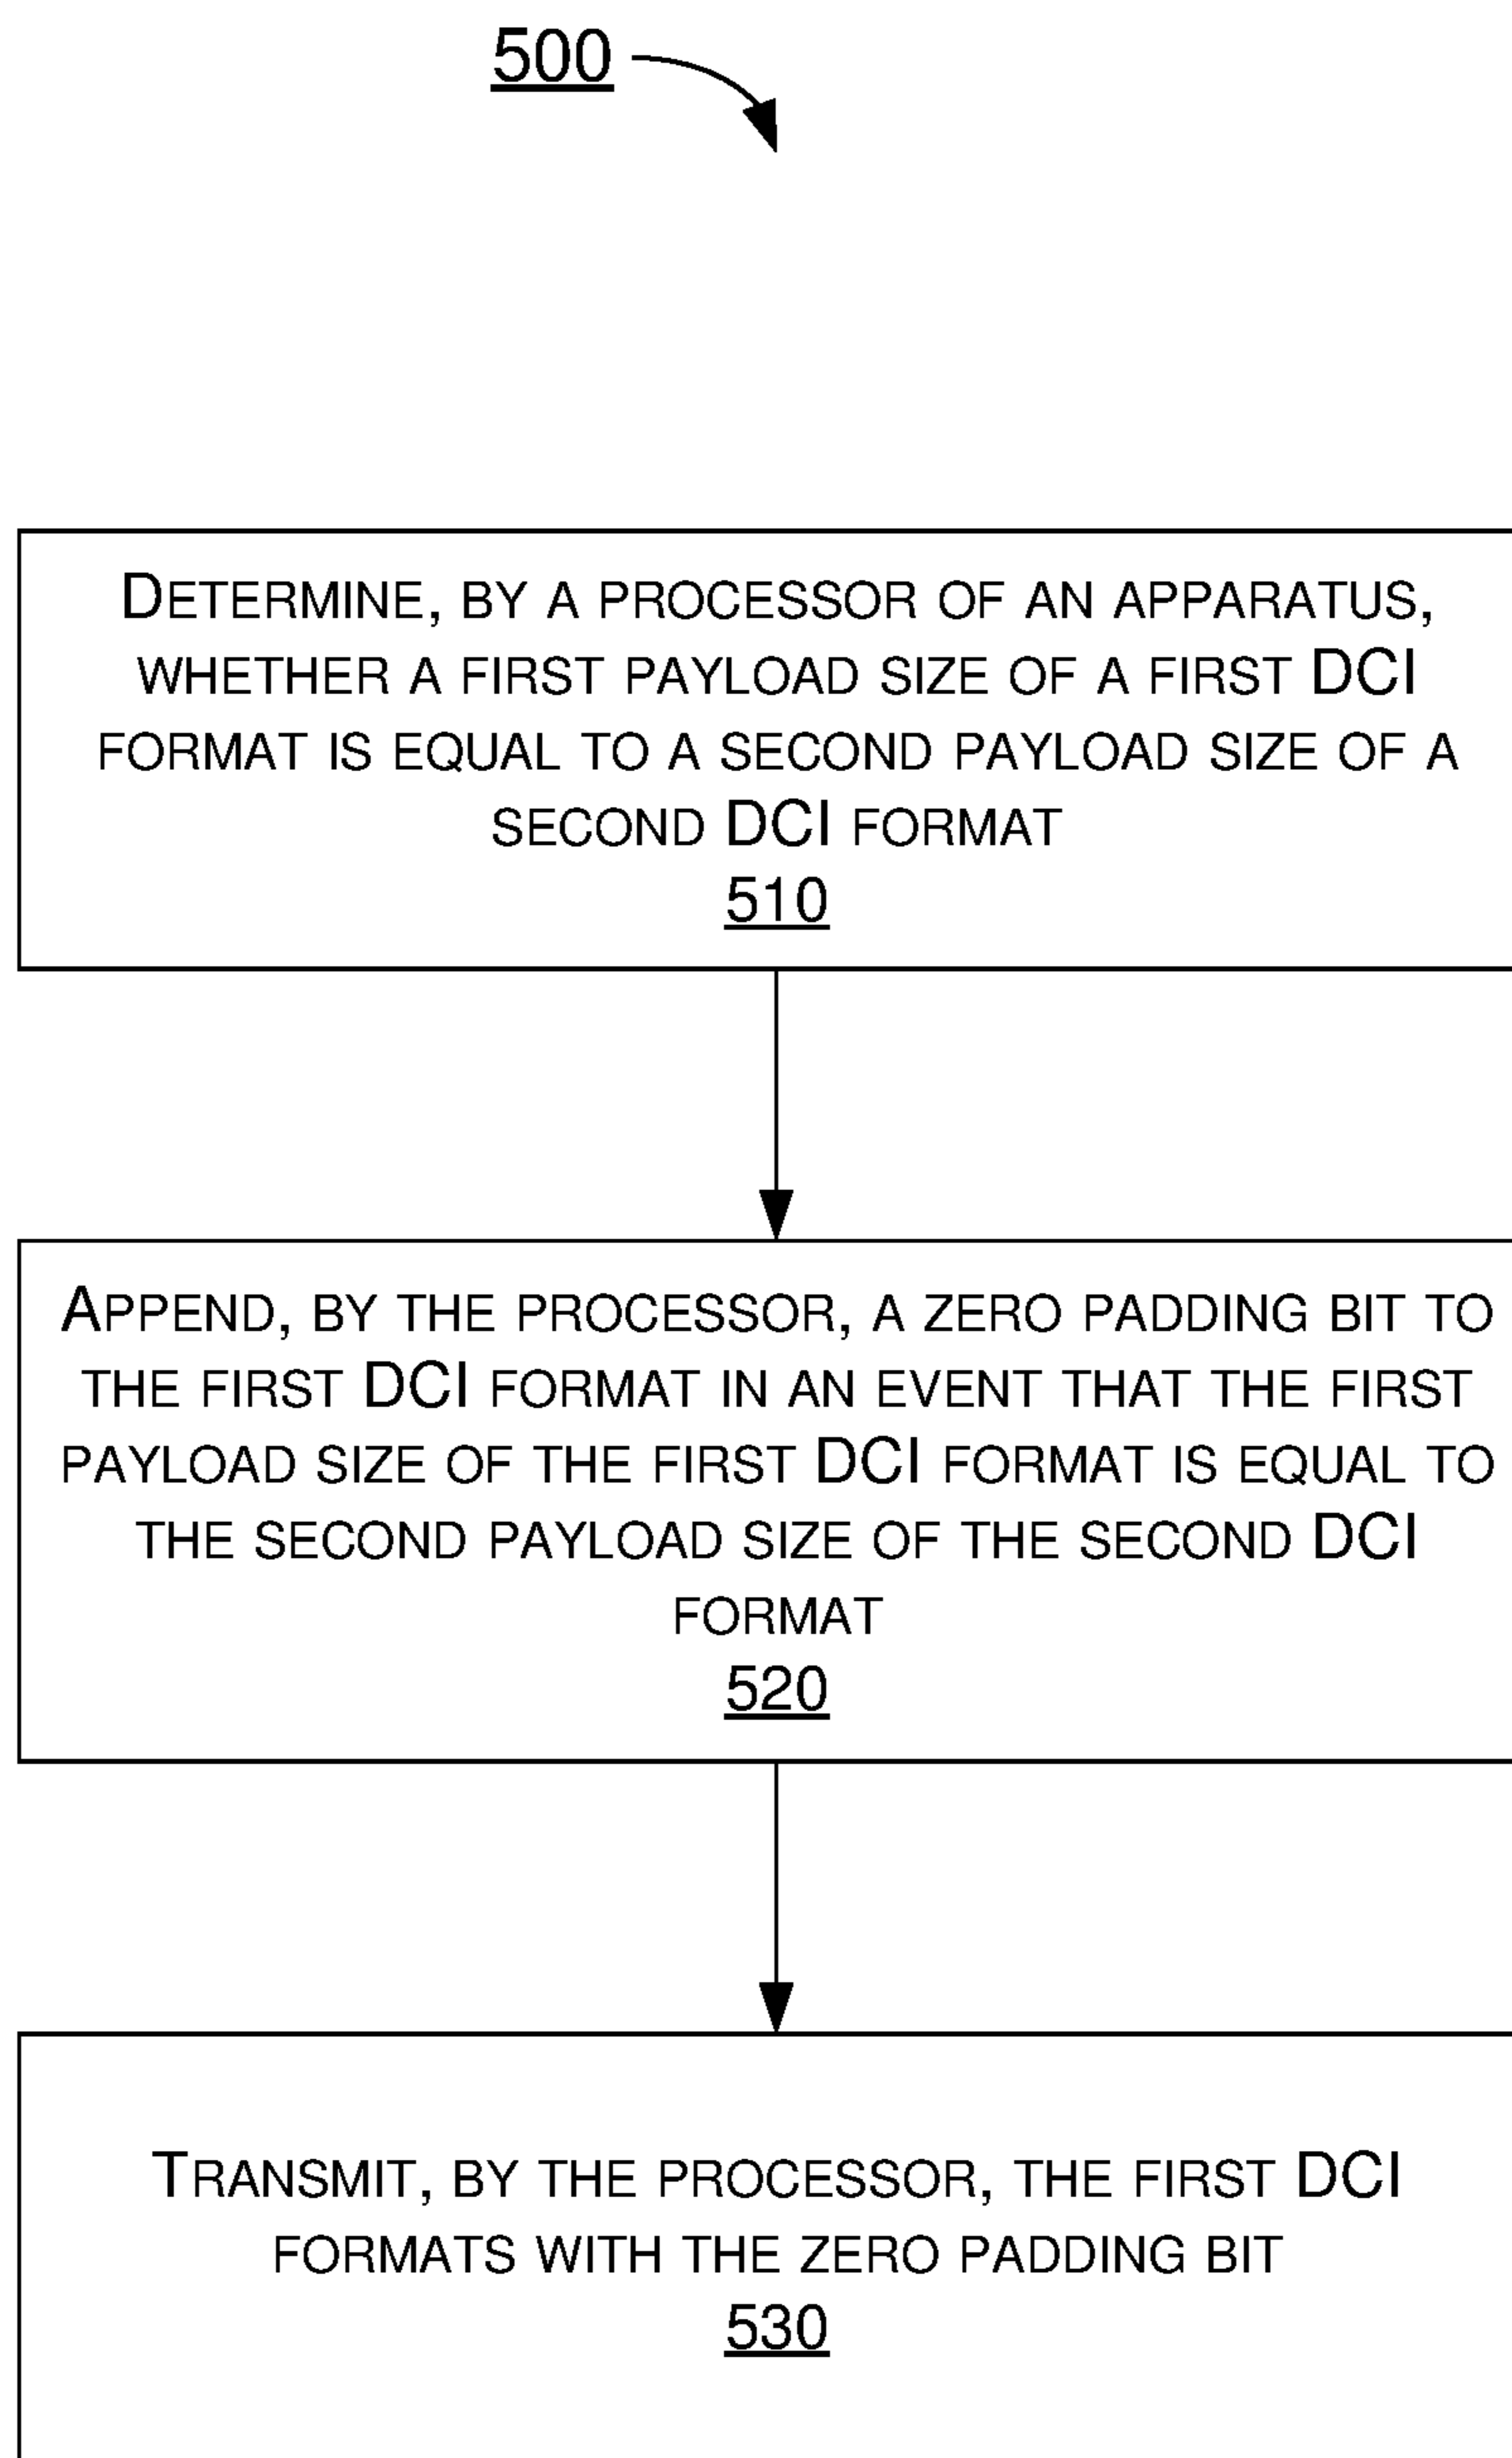 500
DETERMINE, BY A PROCESSOR OF AN APPARATUS,
WHETHER A FIRST PAYLOAD SIZE OF A FIRST DCI
FORMAT IS EQUAL TO A SECOND PAYLOAD SIZE OF A
SECOND DCI FORMAT
510
APPEND, BY THE PROCESSOR, A ZERO PADDING BIT TO
THE FIRST DCI FORMAT IN AN EVENT THAT THE FIRST
PAYLOAD SIZE OF THE FIRST DCI FORMAT IS EQUAL TO
THE SECOND PAYLOAD SIZE OF THE SECOND DCI
FORMAT
520
TRANSMIT, BY THE PROCESSOR, THE FIRST DCI
FORMATS WITH THE ZERO PADDING BIT
530